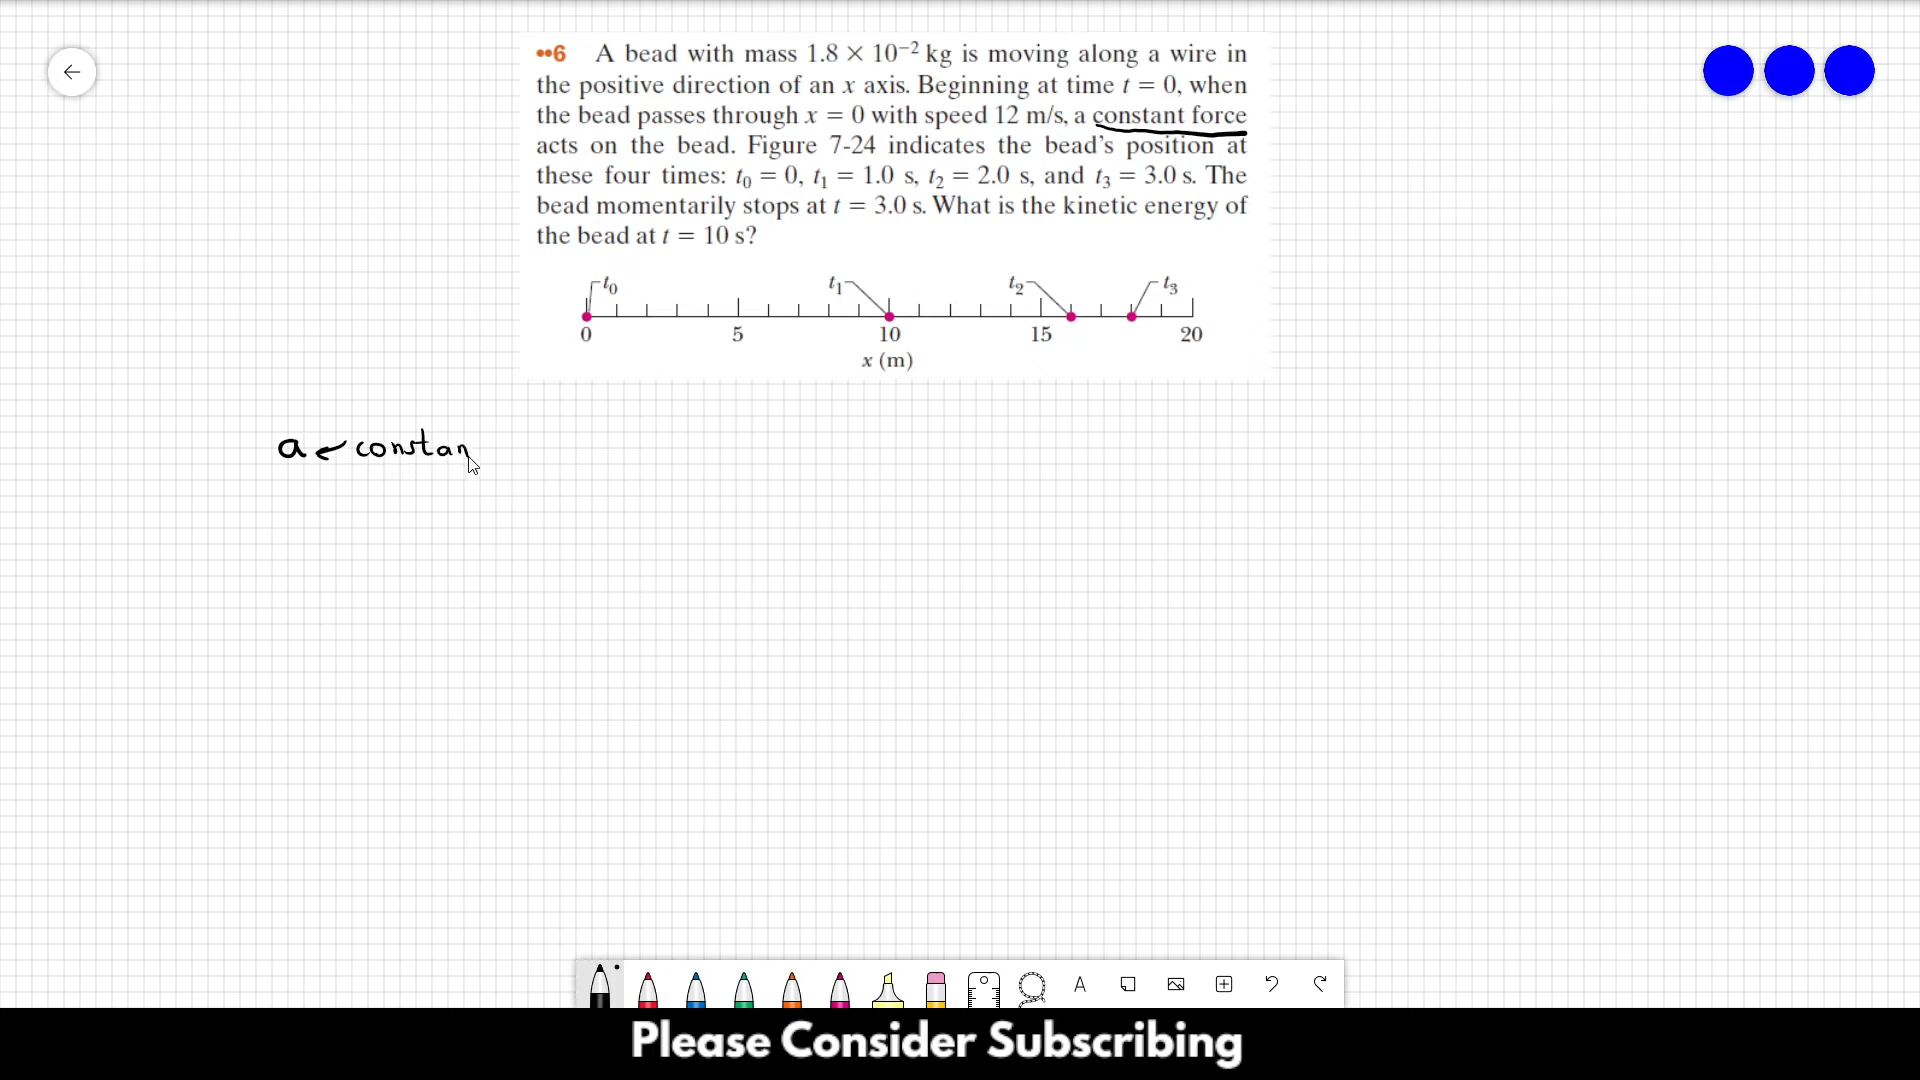 ••6 A bead with mass 1.8 × 10⁻² kg is moving along a wire in
the positive direction of an x axis. Beginning at time t = 0, when
the bead passes through x = 0 with speed 12 m/s, a constant force
acts on the bead. Figure 7-24 indicates the bead's position at
these four times: t₀ = 0, t₁ = 1.0 s, t₂ = 2.0 s, and t₃ = 3.0 s. The
bead momentarily stops at t = 3.0 s. What is the kinetic energy of
the bead at t = 10 s?
t₀ t₁ t₂ t₃
0 5 10 15 20
x (m)
a ← constan
A
Please Consider Subscribing